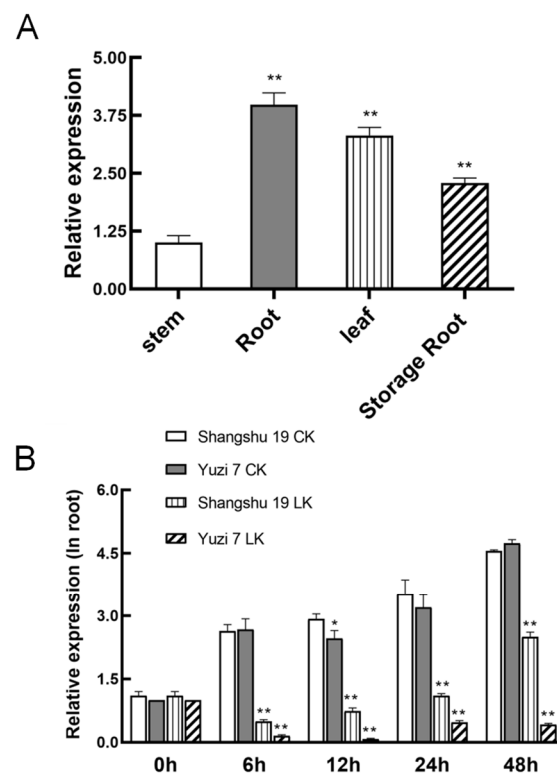 A
Relative expression
5.00
3.75
2.50
1.25
0.00
**
**
**
stem
Root
leaf
Storage Root
B
Shangshu 19 CK
Yuzi 7 CK
Shangshu 19 LK
Yuzi 7 LK
Relative expression (In root)
6.0
4.5
3.0
1.5
0.0
**
**
*
**
**
**
**
**
**
0h
6h
12h
24h
48h